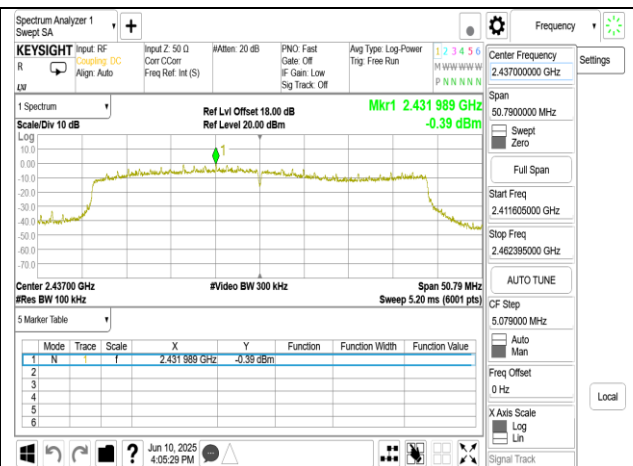 Spectrum Analyzer 1
Swept SA
Frequency
KEYSIGHT
R
Input: RF
Coupling: DC
Align: Auto
Input Z: 50 Ω
Corr CCorr
Freq Ref: Int (S)
#Atten: 20 dB
PNO: Fast
Gate: Off
IF Gain: Low
Sig Track: Off
Avg Type: Log-Power
Trig: Free Run
1 2 3 4 5 6
M W W W W W
P N N N N N
Center Frequency
2.437000000 GHz
Settings
Span
50.7900000 MHz
Swept
Zero
Full Span
Start Freq
2.411605000 GHz
Stop Freq
2.462395000 GHz
AUTO TUNE
CF Step
5.079000 MHz
Auto
Man
Freq Offset
0 Hz
X Axis Scale
Log
Lin
Signal Track
Local
1 Spectrum
Scale/Div 10 dB
Ref Lvl Offset 18.00 dB
Ref Level 20.00 dBm
Mkr1 2.431 989 GHz
-0.39 dBm
Log
10.0
0.00
-10.0
-20.0
-30.0
-40.0
-50.0
-60.0
-70.0
1
Center 2.43700 GHz
#Res BW 100 kHz
#Video BW 300 kHz
Span 50.79 MHz
Sweep 5.20 ms (6001 pts)
5 Marker Table
Mode Trace Scale X Y Function Function Width Function Value
1 N 1 f 2.431 989 GHz -0.39 dBm
2
3
4
5
6
?
Jun 10, 2025
4:05:29 PM